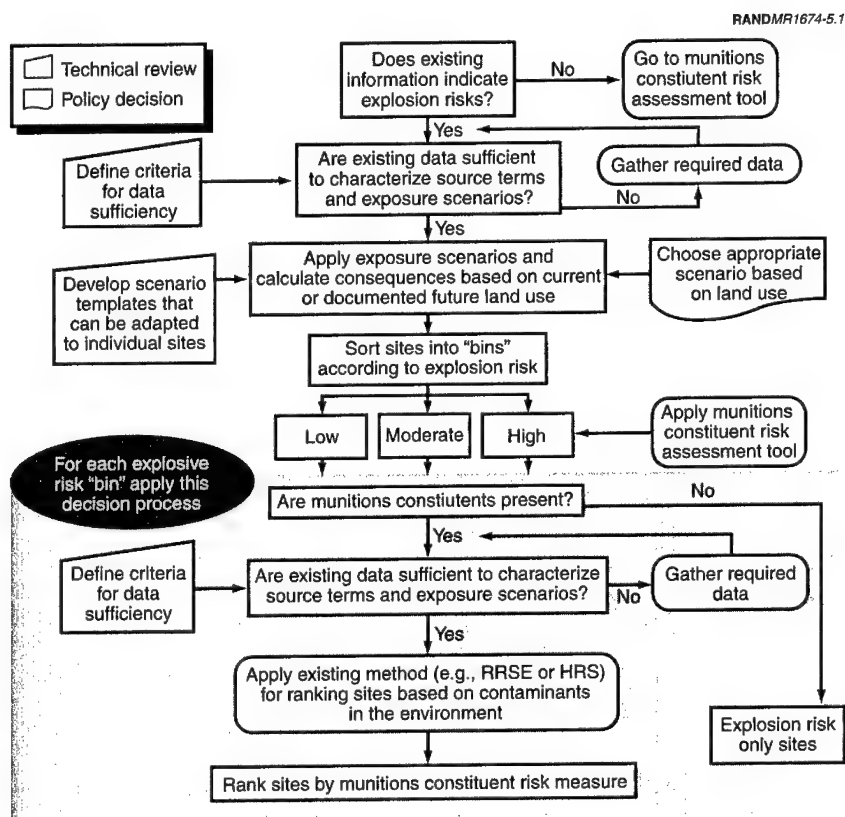 RANDMR1674-5.1
Technical review
Policy decision
Does existing
information indicate
explosion risks?
No
Go to munitions
constiutent risk
assessment tool
Yes
Define criteria
for data
sufficiency
Are existing data sufficient
to characterize source terms
and exposure scenarios?
Gather required data
No
Yes
Develop scenario
templates that
can be adapted
to individual sites
Apply exposure scenarios and
calculate consequences based on current
or documented future land use
Choose appropriate
scenario based
on land use
Sort sites into “bins”
according to explosion risk
Low
Moderate
High
Apply munitions
constituent risk
assessment tool
For each explosive
risk “bin” apply this
decision process
Are munitions constiutents present?
No
Yes
Define criteria
for data
sufficiency
Are existing data sufficient to characterize
source terms and exposure scenarios?
No
Gather required
data
Yes
Apply existing method (e.g., RRSE or HRS)
for ranking sites based on contaminants
in the environment
Explosion risk
only sites
Rank sites by munitions constituent risk measure